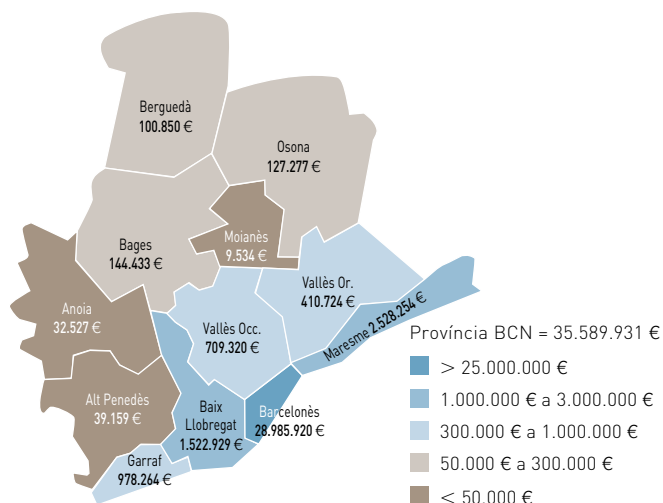 Berguedà
100.850 €
Osona
127.277 €
Moianès
9.534 €
Bages
144.433 €
Vallès Or.
410.724 €
Anoia
32.527 €
Vallès Occ.
709.320 €
Maresme 2.528.254 €
Alt Penedès
39.159 €
Baix
Llobregat
1.522.929 €
Barcelonès
28.985.920 €
Garraf
978.264 €
Província BCN = 35.589.931 €
> 25.000.000 €
1.000.000 € a 3.000.000 €
300.000 € a 1.000.000 €
50.000 € a 300.000 €
< 50.000 €